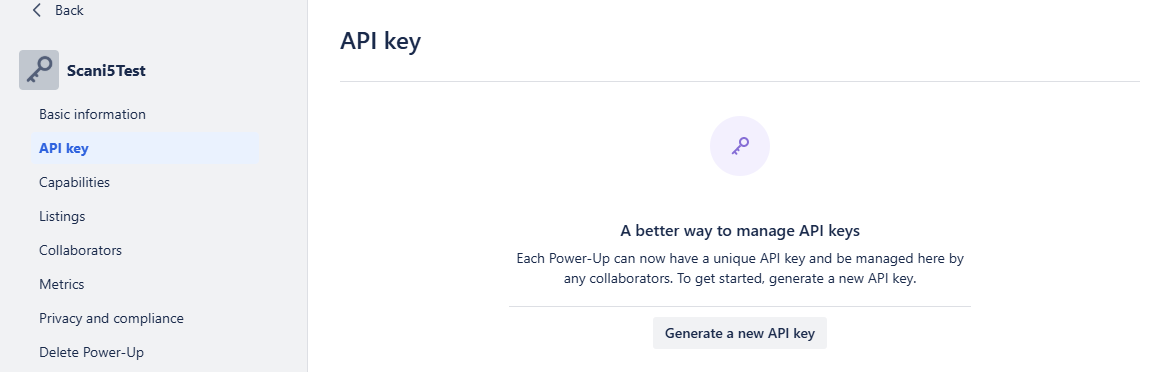 Back
Scani5Test
Basic information
API key
Capabilities
Listings
Collaborators
Metrics
Privacy and compliance
Delete Power-Up
API key
A better way to manage API keys
Each Power-Up can now have a unique API key and be managed here by
any collaborators. To get started, generate a new API key.
Generate a new API key